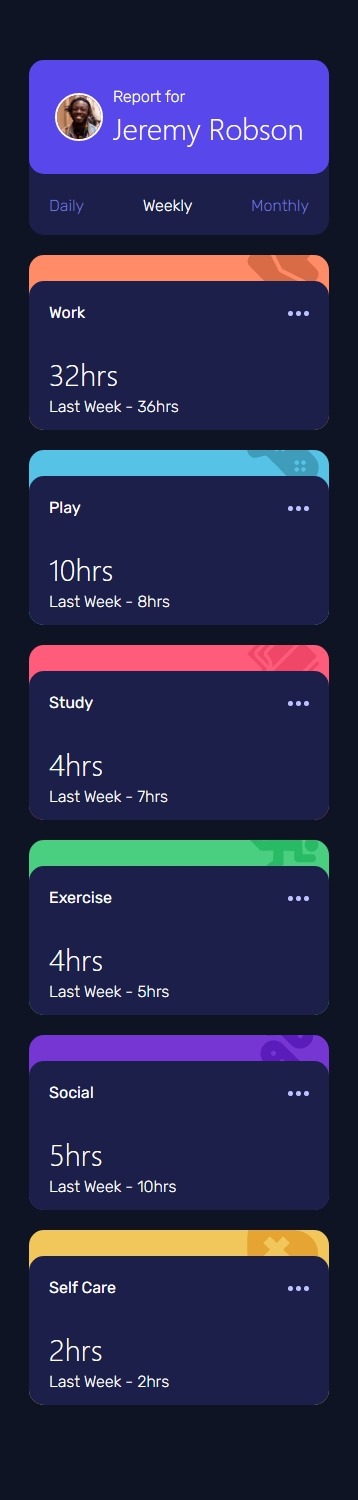 Report for
Jeremy Robson
Daily Weekly Monthly
Work
32hrs
Last Week - 36hrs
Play
10hrs
Last Week - 8hrs
Study
4hrs
Last Week - 7hrs
Exercise
4hrs
Last Week - 5hrs
Social
5hrs
Last Week - 10hrs
Self Care
2hrs
Last Week - 2hrs